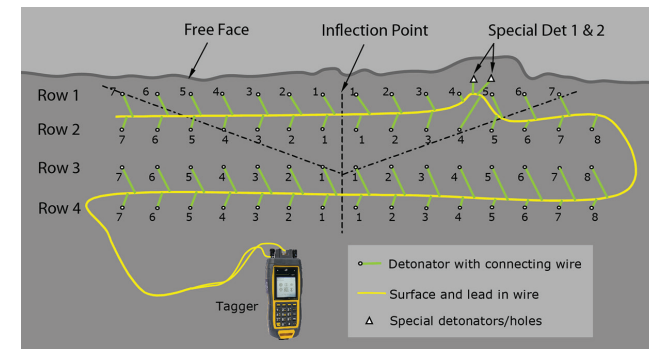 Free Face Inflection Point Special Det 1 & 2
Row 1 7 6 5 4 3 2 1 1 2 3 4 5 6 7
Row 2 7 6 5 4 3 2 1 1 2 3 4 5 6 7 8
Row 3 7 6 5 4 3 2 1 1 2 3 4 5 6 7 8
Row 4 7 6 5 4 3 2 1 1 2 3 4 5 6 7 8
Tagger
Detonator with connecting wire
Surface and lead in wire
Special detonators/holes